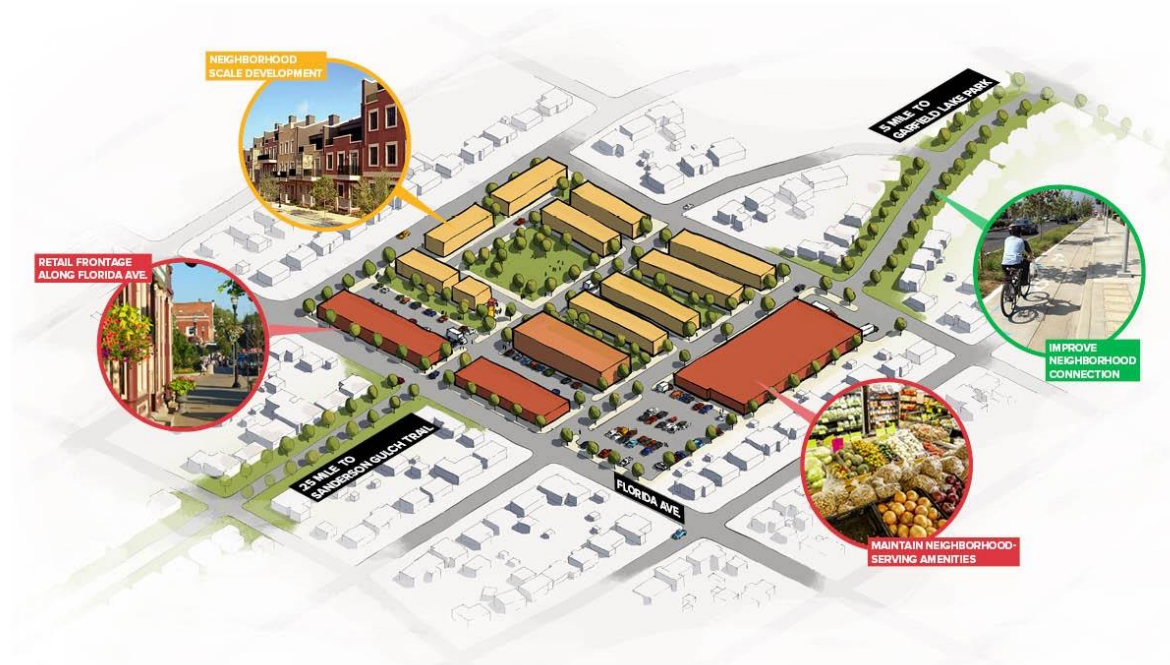 NEIGHBORHOOD
SCALE DEVELOPMENT
5 MILE TO
GARFIELD LAKE PARK
RETAIL FRONTAGE
ALONG FLORIDA AVE.
IMPROVE
NEIGHBORHOOD
CONNECTION
25 MILE TO
SANDERSON GULCH TRAIL
FLORIDA AVE.
MAINTAIN NEIGHBORHOOD-
SERVING AMENITIES